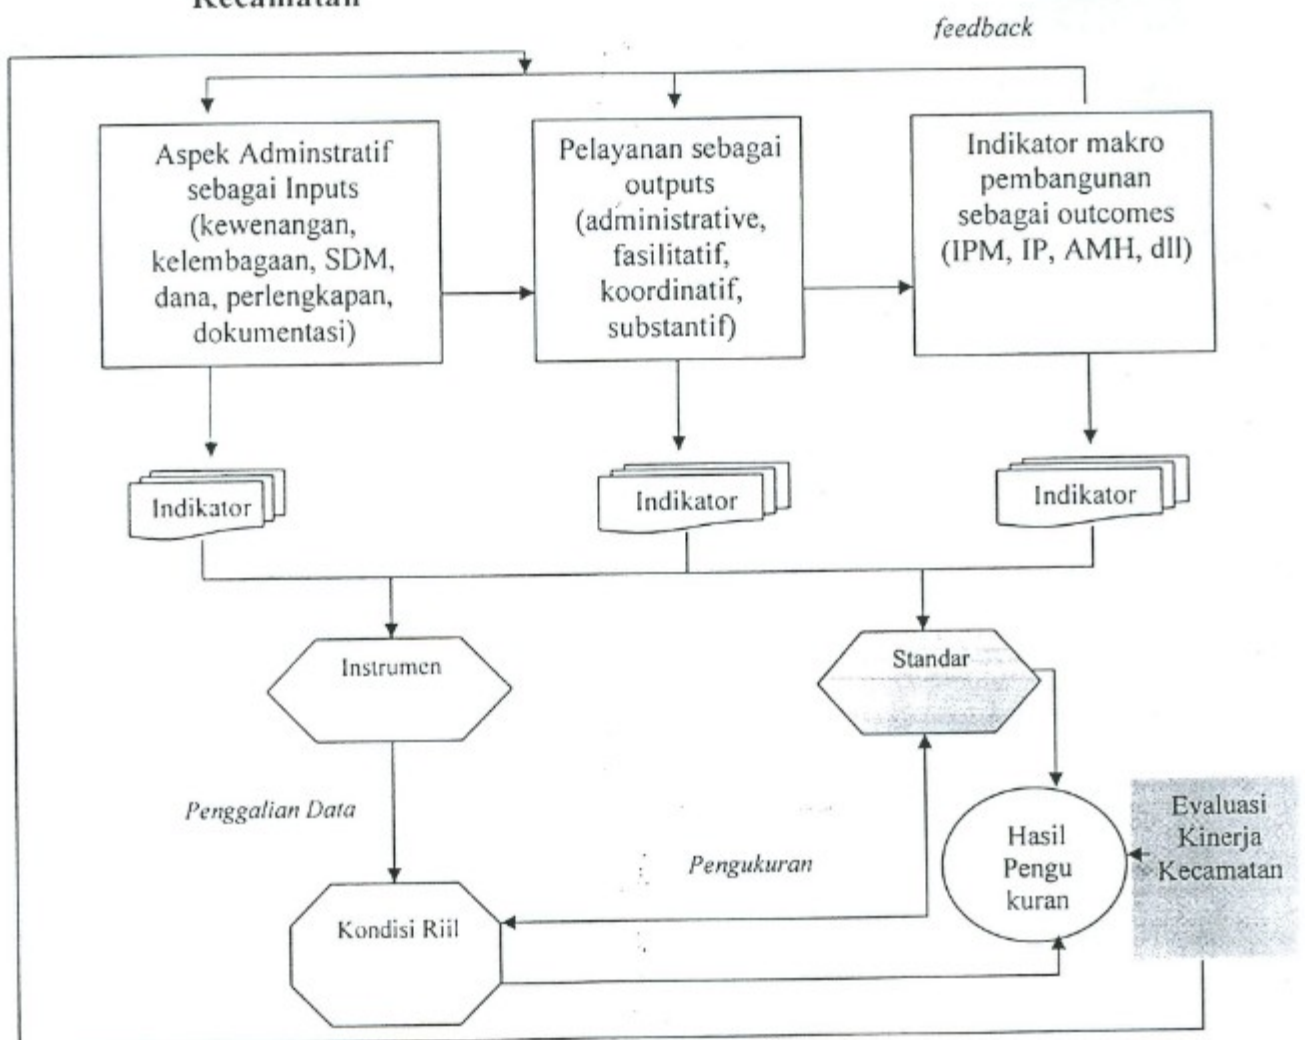 Kecamatan
feedback
Aspek Adminstratif
sebagai Inputs
(kewenangan,
kelembagaan, SDM,
dana, perlengkapan,
dokumentasi)
Pelayanan sebagai
outputs
(administrative,
fasilitatif,
koordinatif,
substantif)
Indikator makro
pembangunan
sebagai outcomes
(IPM, IP, AMH, dll)
Indikator
Indikator
Indikator
Instrumen
Standar
Penggalian Data
Pengukuran
Hasil
Pengu
kuran
Evaluasi
Kinerja
Kecamatan
Kondisi Riil